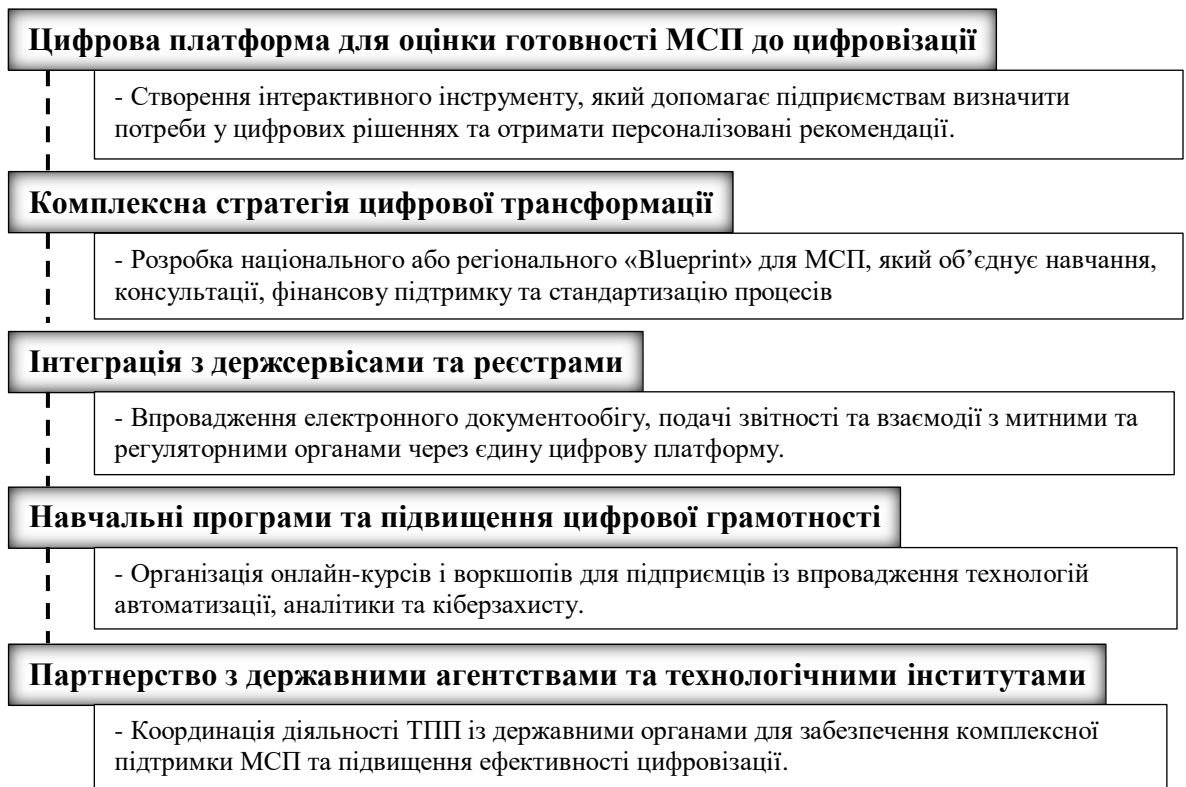 Цифрова платформа для оцінки готовності МСП до цифровізації
- Створення інтерактивного інструменту, який допомагає підприємствам визначити
потреби у цифрових рішеннях та отримати персоналізовані рекомендації.
Комплексна стратегія цифрової трансформації
- Розробка національного або регіонального «Blueprint» для МСП, який об’єднує навчання,
консультації, фінансову підтримку та стандартизацію процесів
Інтеграція з держсервісами та реєстрами
- Впровадження електронного документообігу, подачі звітності та взаємодії з митними та
регуляторними органами через єдину цифрову платформу.
Навчальні програми та підвищення цифрової грамотності
- Організація онлайн-курсів і воркшопів для підприємців із впровадження технологій
автоматизації, аналітики та кіберзахисту.
Партнерство з державними агентствами та технологічними інститутами
- Координація діяльності ТПП із державними органами для забезпечення комплексної
підтримки МСП та підвищення ефективності цифровізації.